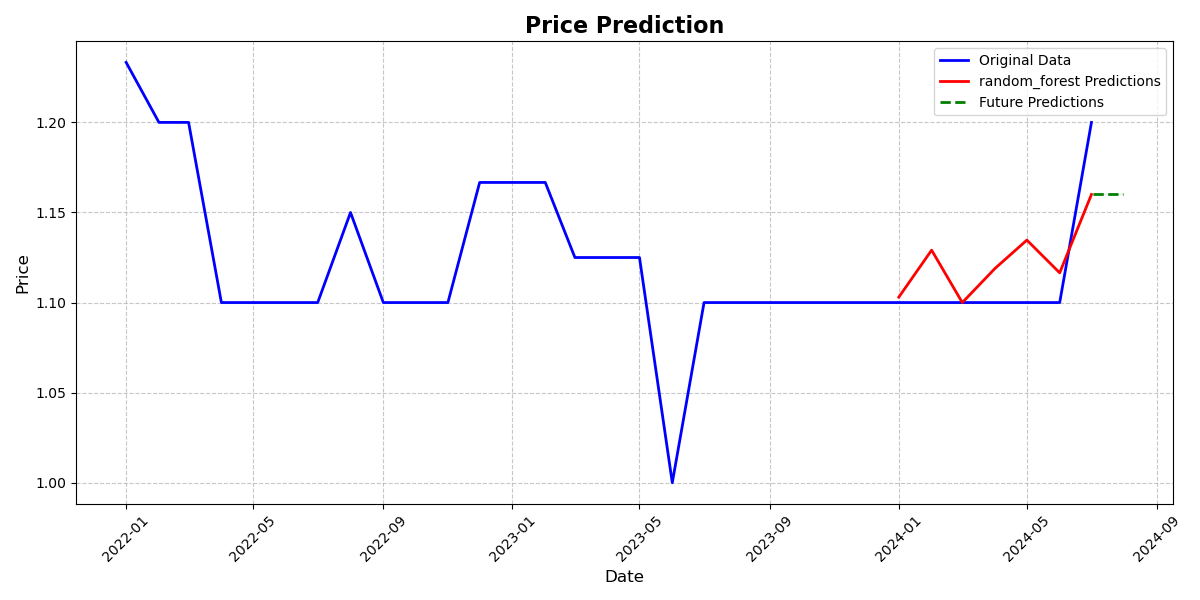 Price Prediction
Original Data
random_forest Predictions
Future Predictions
Price
1.20
1.15
1.10
1.05
1.00
2022-01
2022-05
2022-09
2023-01
2023-05
2023-09
2024-01
2024-05
2024-09
Date